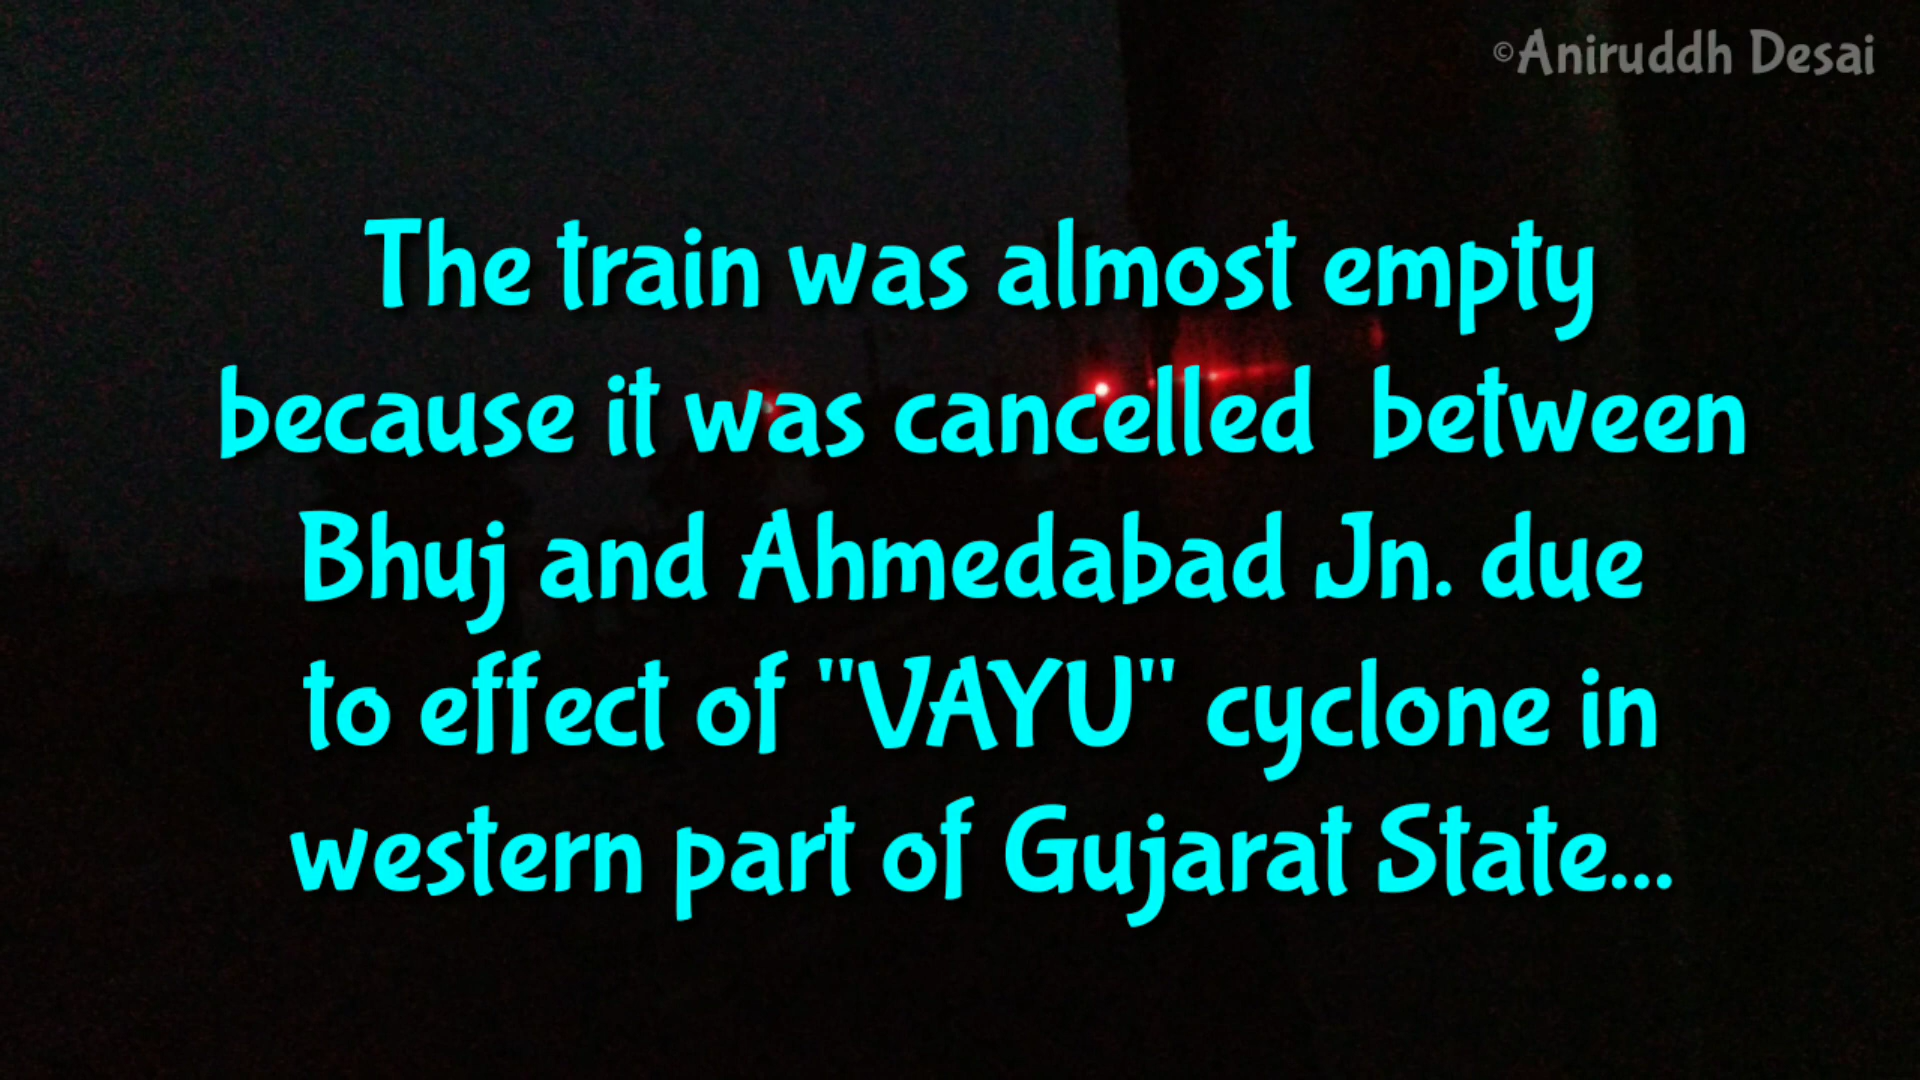 ©Aniruddh Desai
The train was almost empty
because it was cancelled  between
Bhuj and Ahmedabad Jn. due
to effect of "VAYU" cyclone in
western part of Gujarat State...